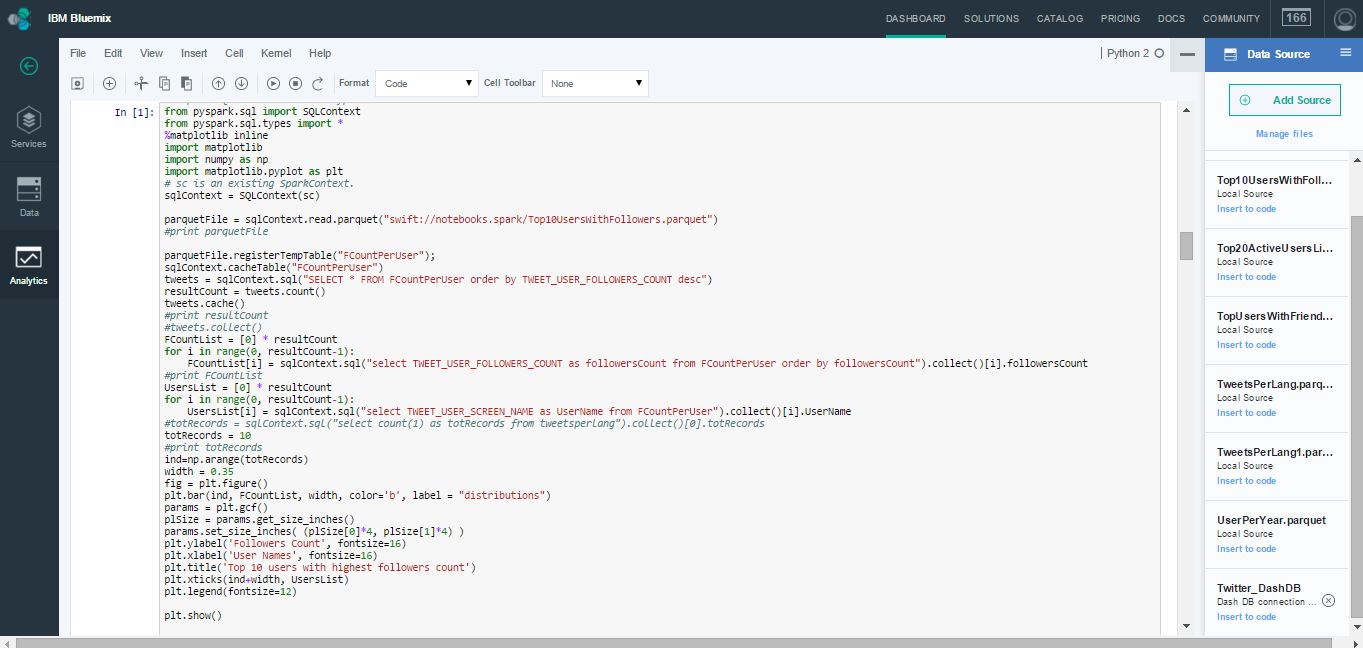 IBM Bluemix
DASHBOARD SOLUTIONS CATALOG PRICING DOCS COMMUNITY 166
File Edit View Insert Cell Kernel Help
| Python 2
Format Code Cell Toolbar None
Services
Data
Analytics
In [1]:
from pyspark.sql import SQLContext
from pyspark.sql.types import *
%matplotlib inline
import matplotlib
import numpy as np
import matplotlib.pyplot as plt
# sc is an existing SparkContext.
sqlContext = SQLContext(sc)
parquetFile = sqlContext.read.parquet("swift://notebooks.spark/Top10UsersWithFollowers.parquet")
#print parquetFile
parquetFile.registerTempTable("FCountPerUser");
sqlContext.cacheTable("FCountPerUser")
tweets = sqlContext.sql("SELECT * FROM FCountPerUser order by TWEET_USER_FOLLOWERS_COUNT desc")
resultCount = tweets.count()
tweets.cache()
#print resultCount
#tweets.collect()
FCountList = [0] * resultCount
for i in range(0, resultCount-1):
    FCountList[i] = sqlContext.sql("select TWEET_USER_FOLLOWERS_COUNT as followersCount from FCountPerUser order by followersCount").collect()[i].followersCount
#print FCountList
UsersList = [0] * resultCount
for i in range(0, resultCount-1):
    UsersList[i] = sqlContext.sql("select TWEET_USER_SCREEN_NAME as UserName from FCountPerUser").collect()[i].UserName
#totRecords = sqlContext.sql("select count(1) as totRecords from tweetsperlang").collect()[0].totRecords
totRecords = 10
#print totRecords
ind=np.arange(totRecords)
width = 0.35
fig = plt.figure()
plt.bar(ind, FCountList, width, color='b', label = "distributions")
params = plt.gcf()
plSize = params.get_size_inches()
params.set_size_inches( (plSize[0]*4, plSize[1]*4) )
plt.ylabel('Followers Count', fontsize=16)
plt.xlabel('User Names', fontsize=16)
plt.title('Top 10 users with highest followers count')
plt.xticks(ind+width, UsersList)
plt.legend(fontsize=12)
plt.show()
Data Source
Add Source
Manage files
Top10UsersWithFoll...
Local Source
Insert to code
Top20ActiveUsersLi...
Local Source
Insert to code
TopUsersWithFriend...
Local Source
Insert to code
TweetsPerLang.parq...
Local Source
Insert to code
TweetsPerLang1.par...
Local Source
Insert to code
UserPerYear.parquet
Local Source
Insert to code
Twitter_DashDB
Dash DB connection ...
Insert to code